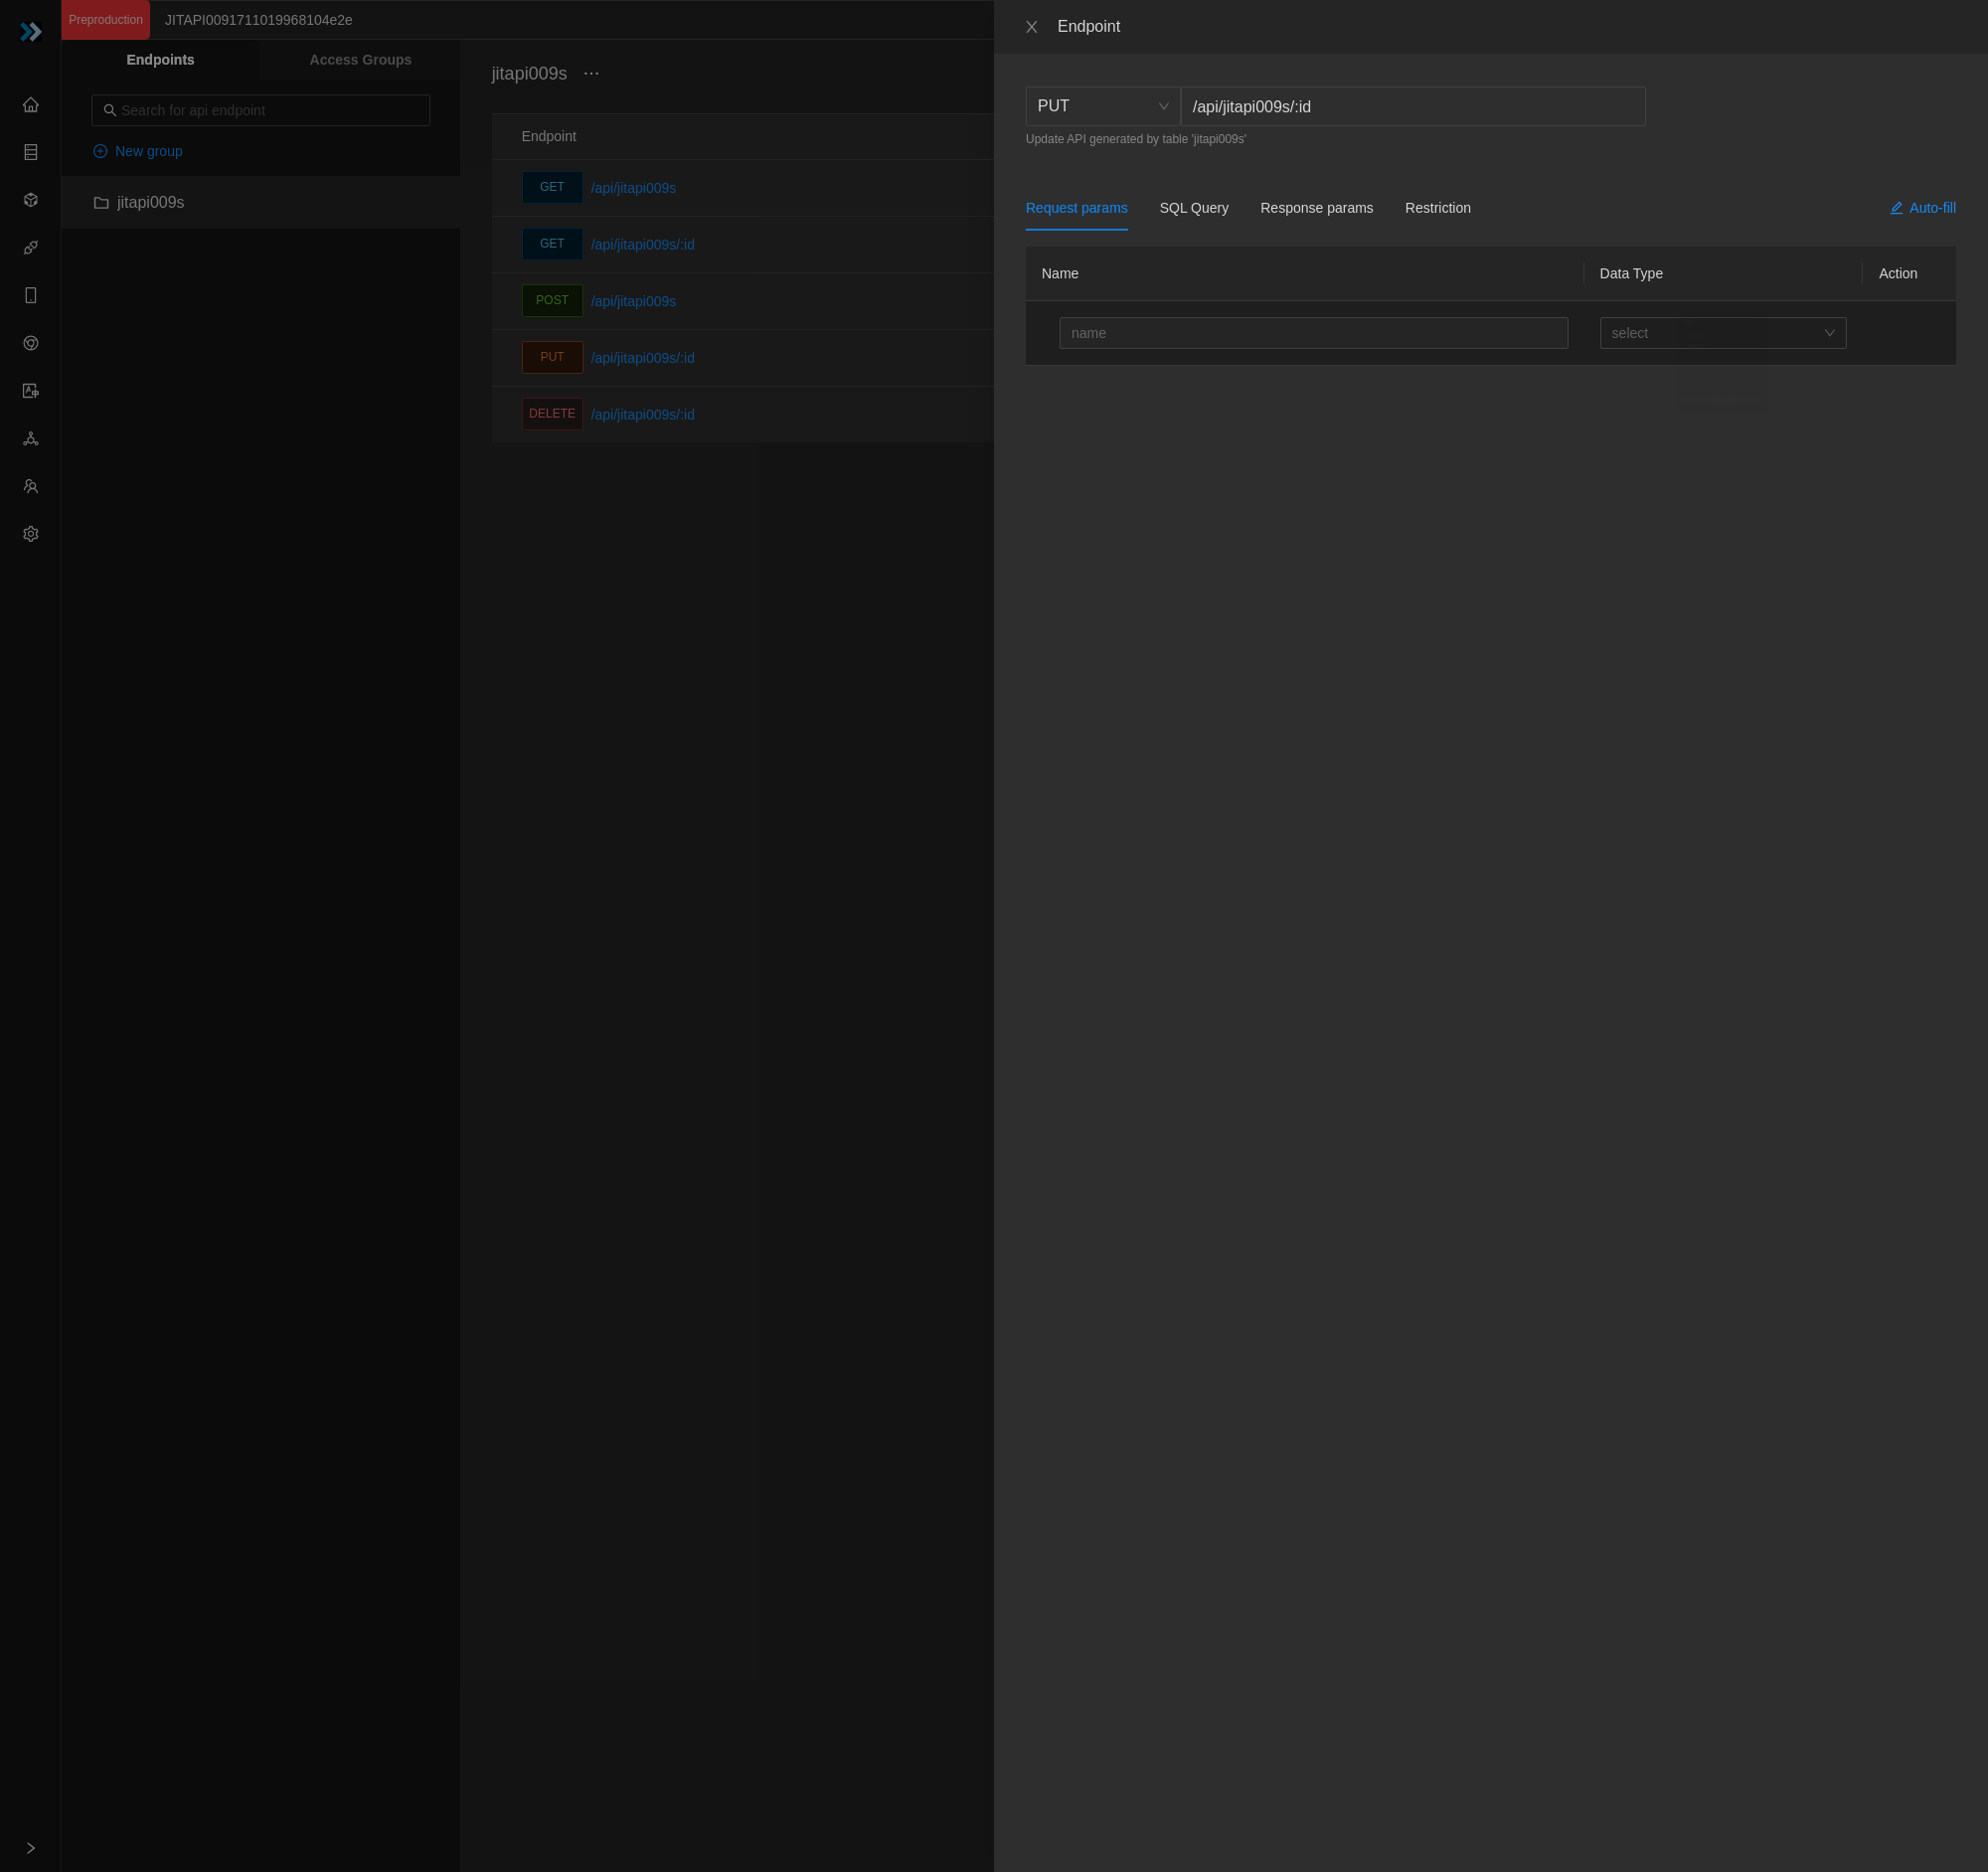 Preproduction
JITAPI0091711019968104e2e
Endpoints
Access Groups
Search for api endpoint
New group
jitapi009s
jitapi009s
Endpoint
GET /api/jitapi009s
GET /api/jitapi009s/:id
POST /api/jitapi009s
PUT /api/jitapi009s/:id
DELETE /api/jitapi009s/:id
Endpoint
PUT /api/jitapi009s/:id
Update API generated by table 'jitapi009s'
Request params SQL Query Response params Restriction Auto-fill
Name Data Type Action
name select